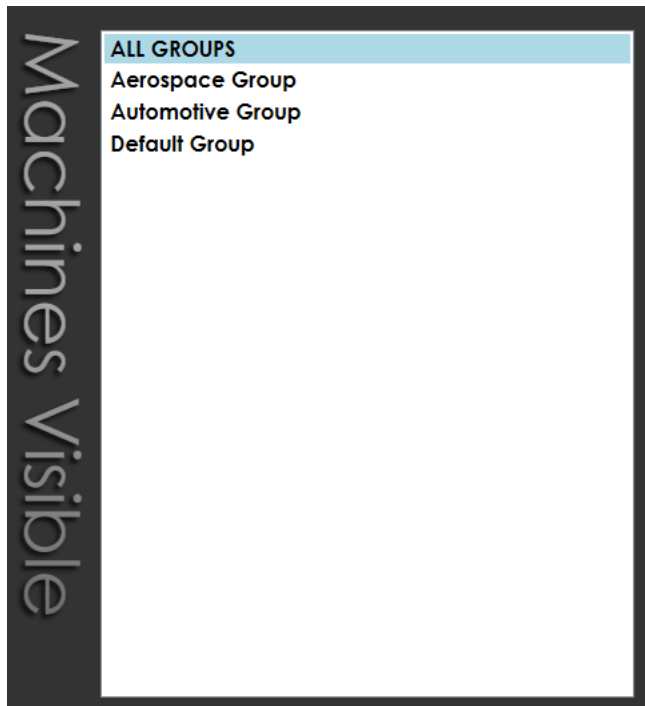 Machines Visible
ALL GROUPS
Aerospace Group
Automotive Group
Default Group